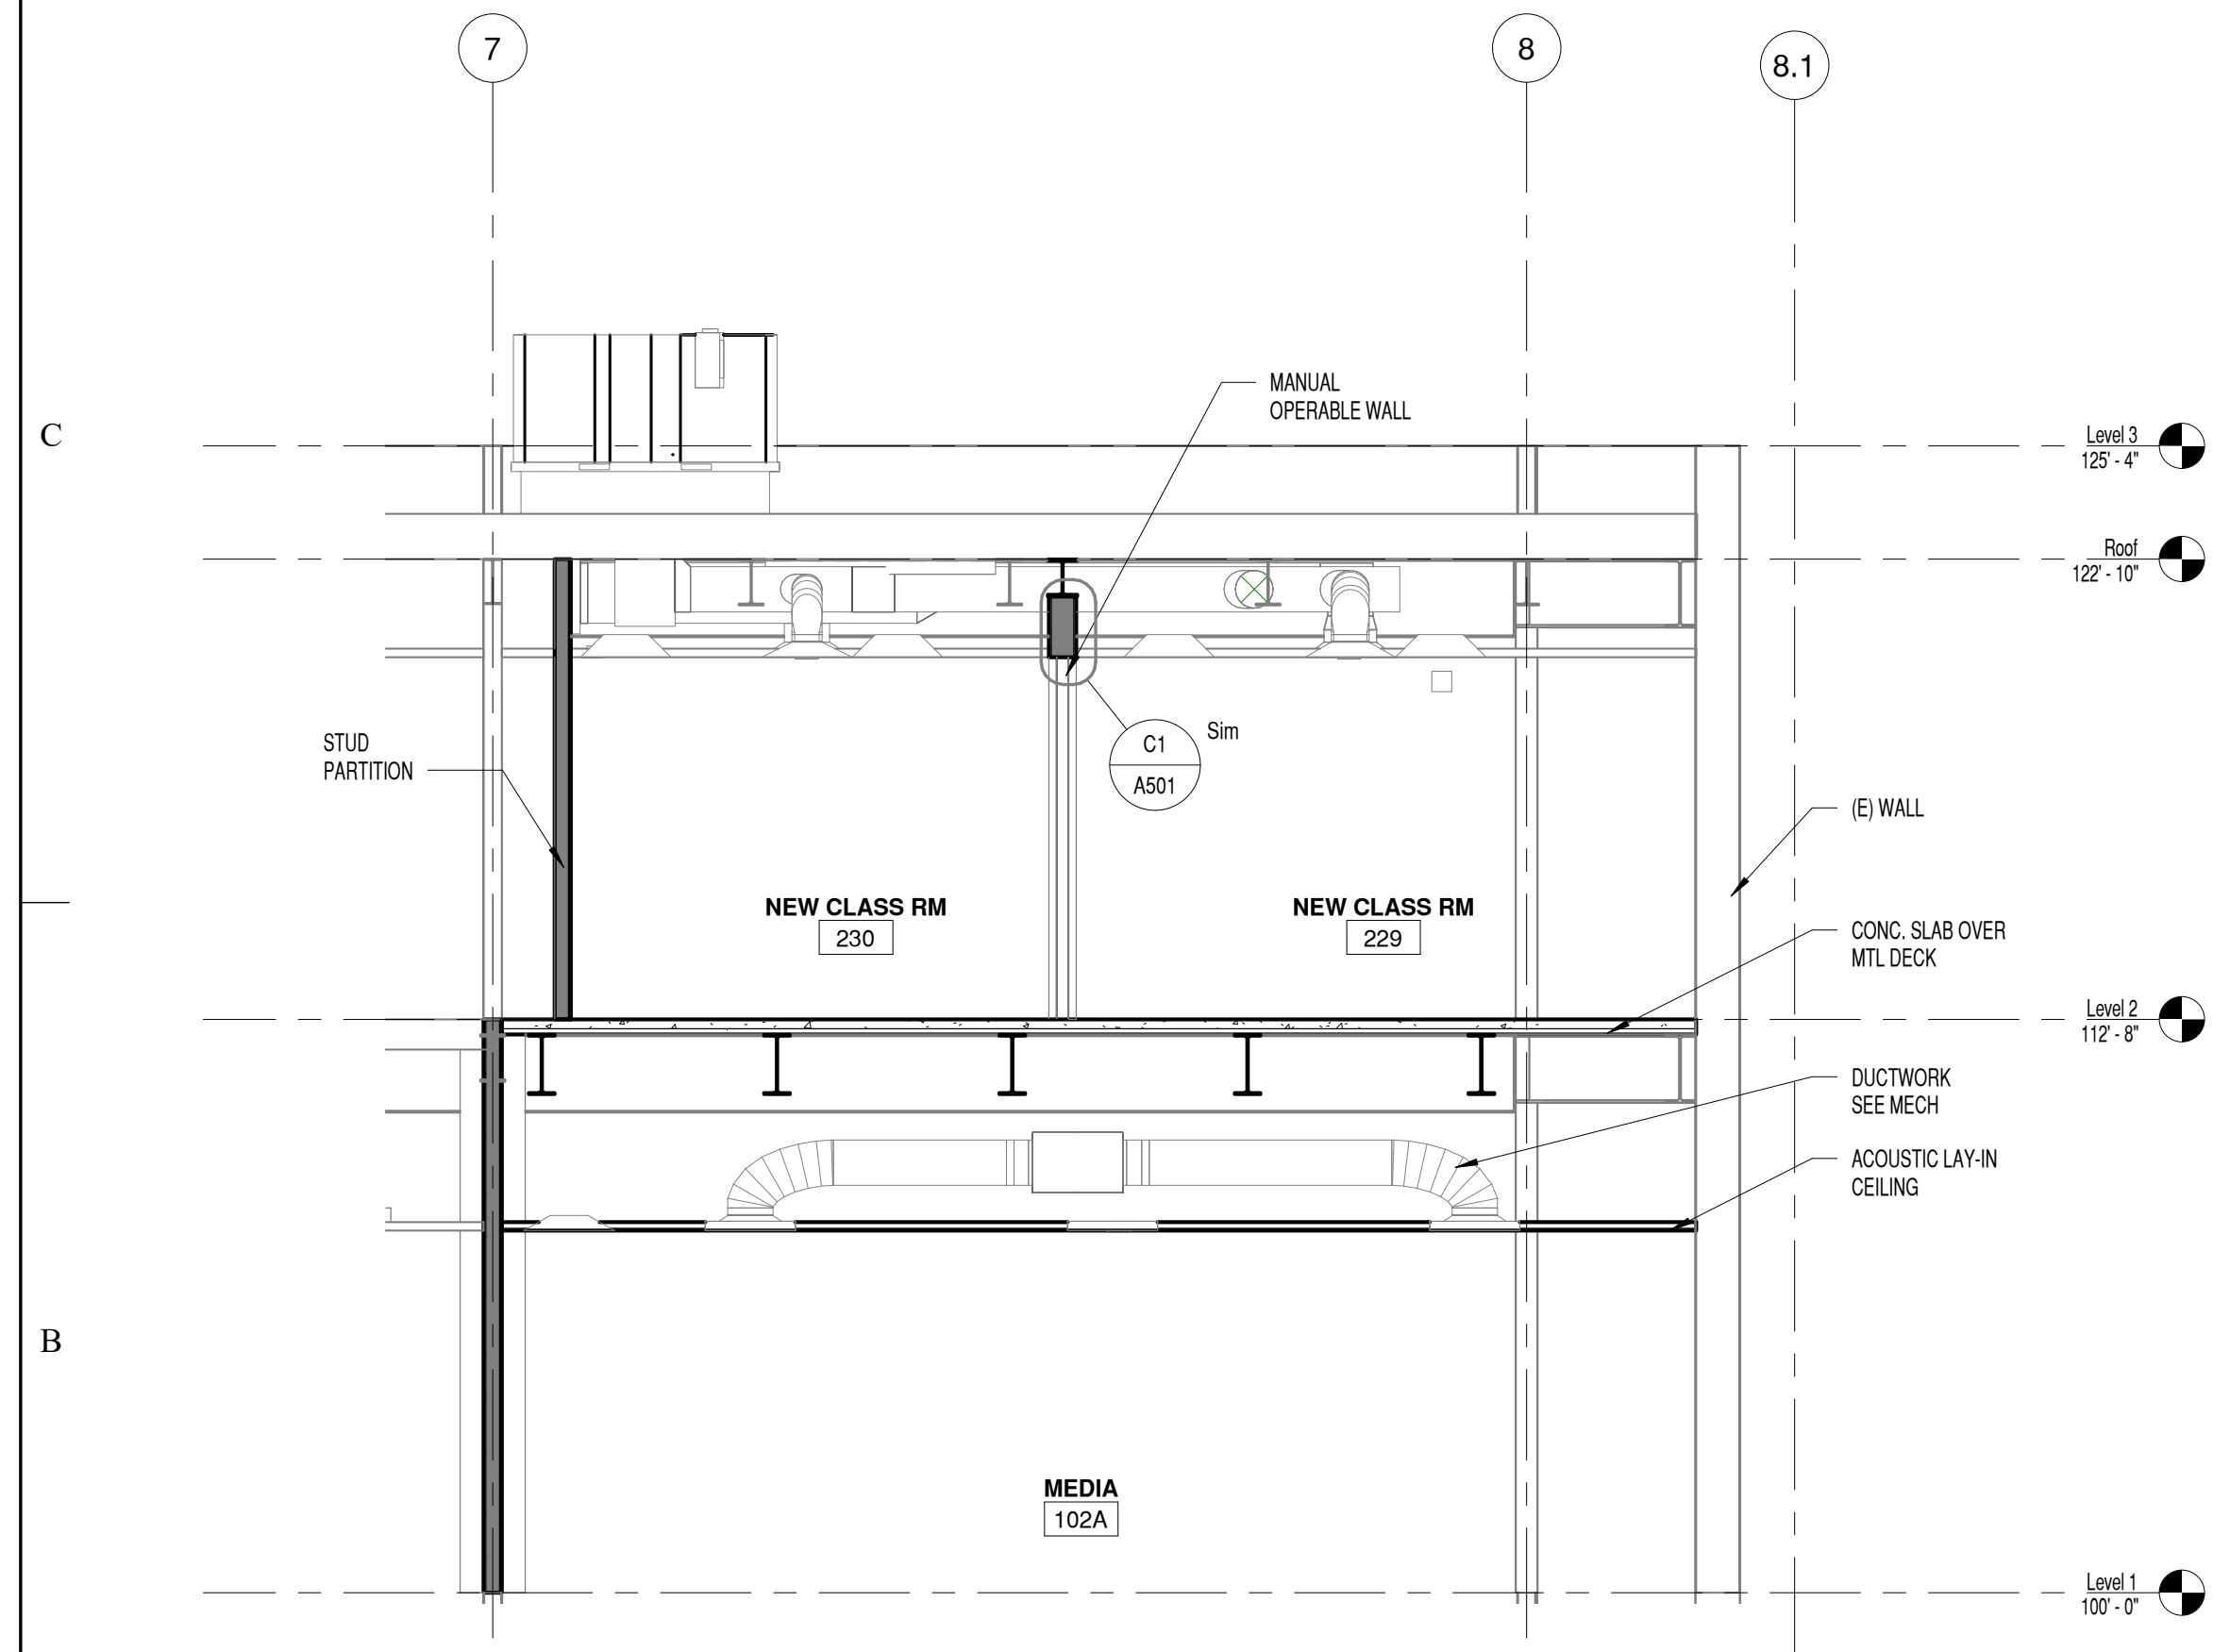 7
8
8.1
MANUAL
OPERABLE WALL
C
Level 3
125' - 4"
Roof
122' - 10"
STUD
PARTITION
C1
A501
Sim
(E) WALL
NEW CLASS RM
230
NEW CLASS RM
229
CONC. SLAB OVER
MTL DECK
Level 2
112' - 8"
DUCTWORK
SEE MECH
ACOUSTIC LAY-IN
CEILING
B
MEDIA
102A
Level 1
100' - 0"